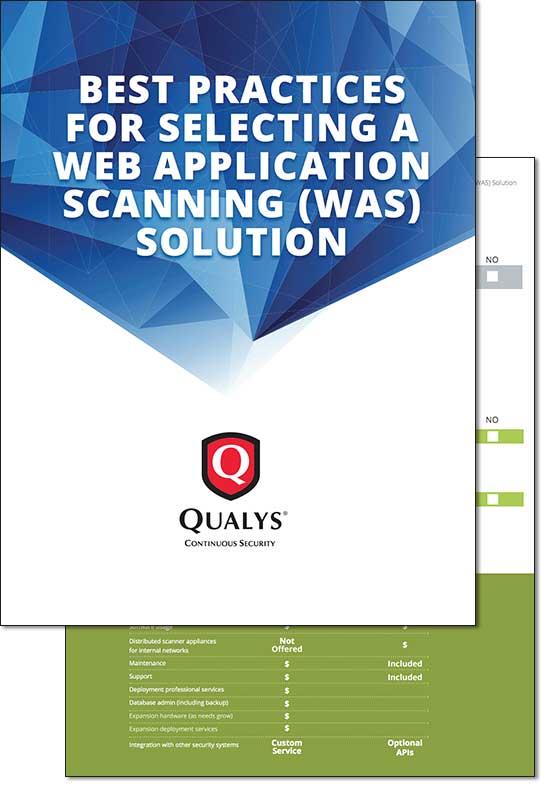 BEST PRACTICES
FOR SELECTING A
WEB APPLICATION
SCANNING (WAS)
SOLUTION
QUALYS®
CONTINUOUS SECURITY
(WAS) Solution
NO
NO
Software usage $ $
Distributed scanner appliances
for internal networks
Not
Offered
$
Maintenance $ Included
Support $ Included
Deployment professional services $
Database admin (including backup) $
Expansion hardware (as needs grow) $
Expansion deployment services $
Integration with other security systems
Custom
Service
Optional
APIs